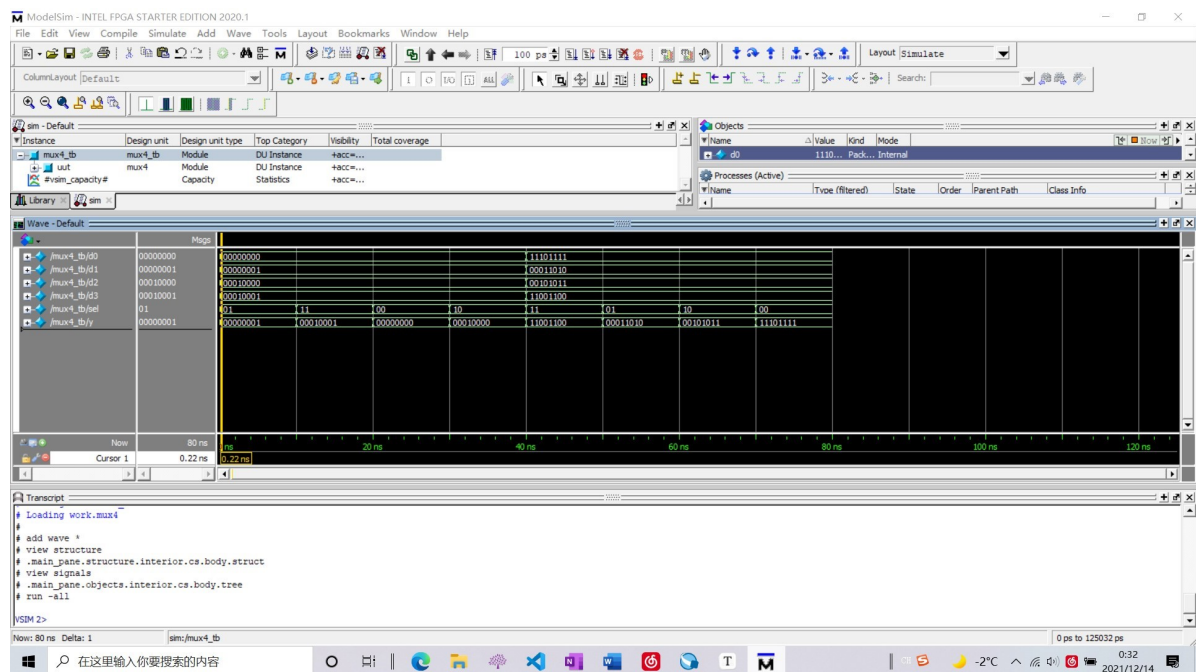 ModelSim - INTEL FPGA STARTER EDITION 2020.1
File Edit View Compile Simulate Add Wave Tools Layout Bookmarks Window Help
100 ps
Layout Simulate
ColumnLayout Default
Search:
sim - Default
Instance Design unit Design unit type Top Category Visibility Total coverage
mux4_tb mux4_tb Module DU Instance +acc=...
uut mux4 Module DU Instance +acc=...
#vsim_capacity# Capacity Statistics +acc=...
Library sim
Objects
Name Value Kind Mode
Now
d0 1110... Pack... Internal
Processes (Active)
Name Type (filtered) State Order Parent Path Class Info
Wave - Default
Msgs
/mux4_tb/d0 00000000 00000000 11101111
/mux4_tb/d1 00000001 00000001 00011010
/mux4_tb/d2 00010000 00010000 00101011
/mux4_tb/d3 00010001 00010001 11001100
/mux4_tb/sel 01 01 11 00 10 11 01 10 00
/mux4_tb/y 00000001 00000001 00010001 00000000 00010000 11001100 00011010 00101011 11101111
Now 80 ns ns 20 ns 40 ns 60 ns 80 ns 100 ns 120 ns
Cursor 1 0.22 ns 0.22 ns
Transcript
# Loading work.mux4
#
# add wave *
# view structure
# .main_pane.structure.interior.cs.body.struct
# view signals
# .main_pane.objects.interior.cs.body.tree
# run -all
VSIM 2>
Now: 80 ns Delta: 1 sim:/mux4_tb 0 ps to 125032 ps
在这里输入你要搜索的内容
-2°C
0:32
2021/12/14